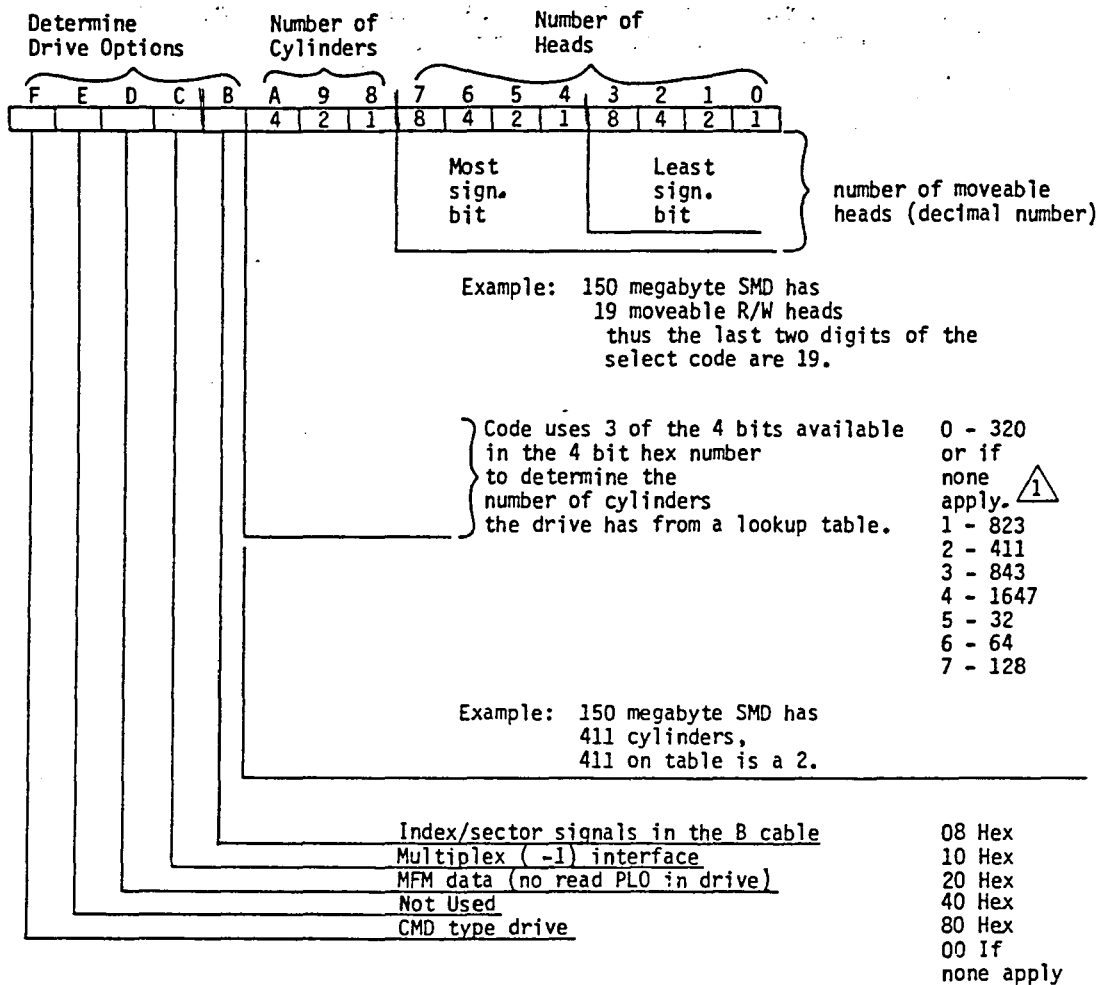 Determine
Drive Options
Number of
Cylinders
Number of
Heads
F E D C B A 9 8 7 6 5 4 3 2 1 0
4 2 1 8 4 2 1 8 4 2 1
Most
sign.
bit
Least
sign.
bit
number of moveable
heads (decimal number)
Example: 150 megabyte SMD has
19 moveable R/W heads
thus the last two digits of the
select code are 19.
Code uses 3 of the 4 bits available
in the 4 bit hex number
to determine the
number of cylinders
the drive has from a lookup table.
0 - 320
or if
none
apply. 1
1 - 823
2 - 411
3 - 843
4 - 1647
5 - 32
6 - 64
7 - 128
Example: 150 megabyte SMD has
411 cylinders,
411 on table is a 2.
Index/sector signals in the B cable 08 Hex
Multiplex ( -1) interface 10 Hex
MFM data (no read PLO in drive) 20 Hex
Not Used 40 Hex
CMD type drive 80 Hex
00 If
none apply